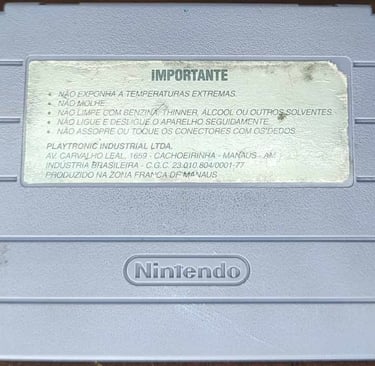 IMPORTANTE
• NÃO EXPONHA A TEMPERATURAS EXTREMAS.
• NÃO MOLHE.
• NÃO LIMPE COM BENZINA, THINNER, ÁLCOOL OU OUTROS SOLVENTES.
• NÃO LIGUE E DESLIGUE O APARELHO SEGUIDAMENTE.
• NÃO ASSOPRE OU TOQUE OS CONECTORES COM OS DEDOS.
PLAYTRONIC INDUSTRIAL LTDA.
AV. CARVALHO LEAL, 1659 - CACHOEIRINHA - MANAUS - AM
INDÚSTRIA BRASILEIRA - C.G.C. 23.010.804/0001-77
PRODUZIDO NA ZONA FRANCA DE MANAUS
Nintendo